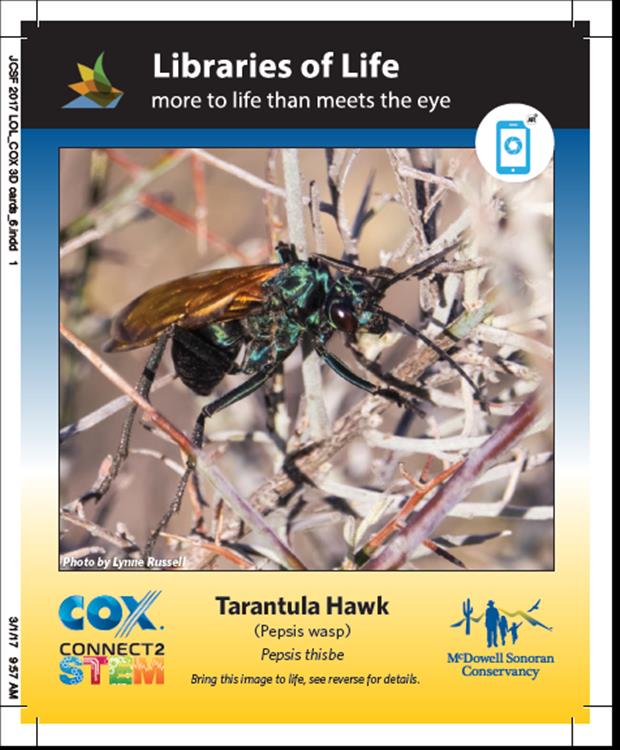 Libraries of Life
more to life than meets the eye
AR
JCSF 2017 LOL_COX 3D cards_6.indd 1
3/1/17 9:57 AM
Photo by Lynne Russell
COX
CONNECT2
STEM
Tarantula Hawk
(Pepsis wasp)
Pepsis thisbe
Bring this image to life, see reverse for details.
McDowell Sonoran
Conservancy